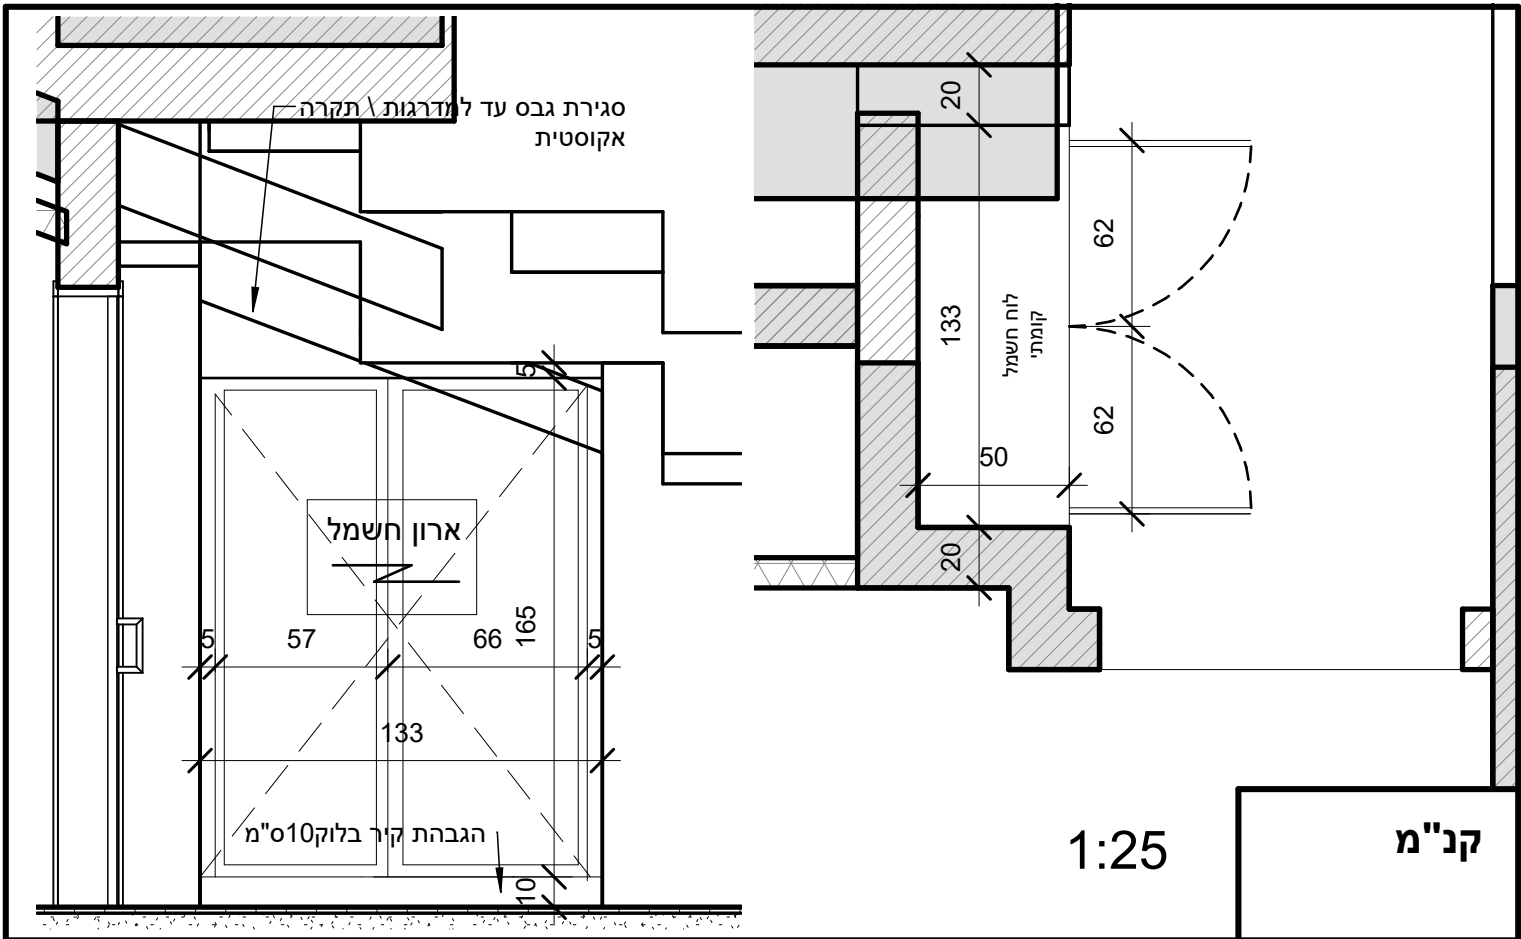 סגירת גבס עד למדרגות \ תקרה
אקוסטית
5
ארון חשמל
165
5
57
66
5
133
הגבהת קיר בלוק10ס"מ
10
20
62
133
לוח חשמל
קומתי
62
50
20
1:25
קנ"מ